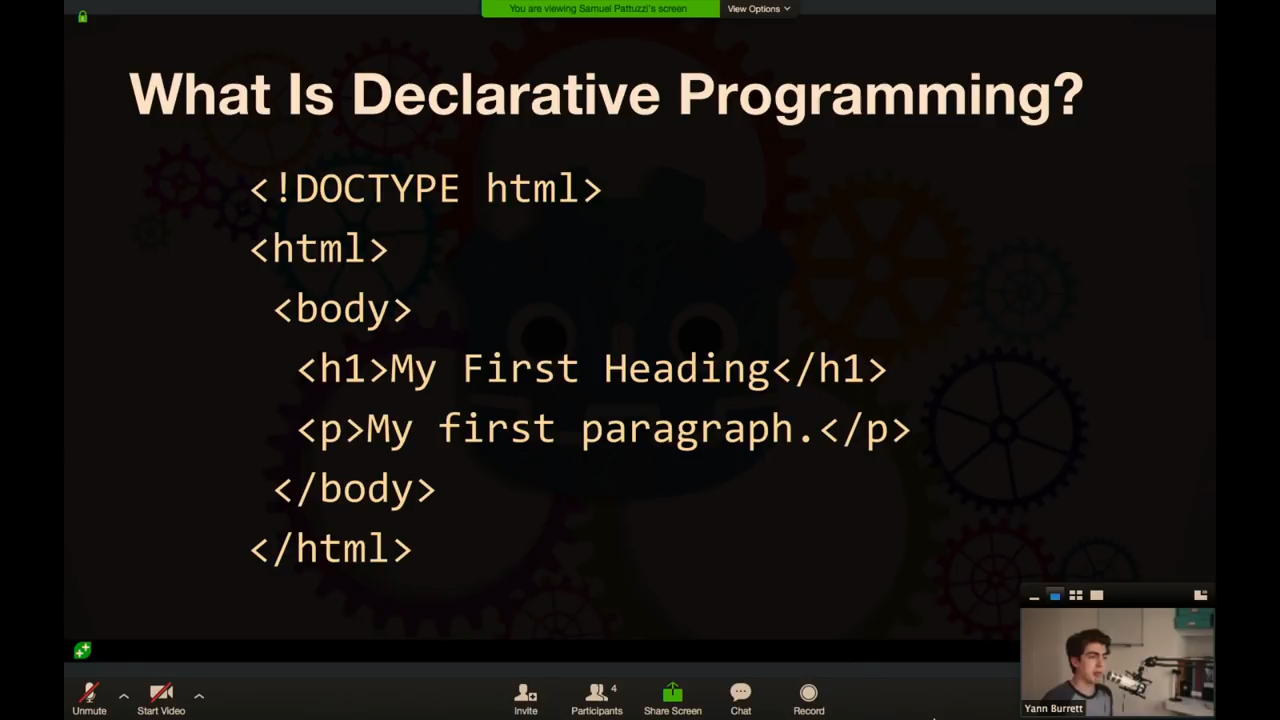 You are viewing Samuel Pattuzzi's screen
View Options
What Is Declarative Programming?
<!DOCTYPE html>
<html>
<body>
<h1>My First Heading</h1>
<p>My first paragraph.</p>
</body>
</html>
Yann Burrett
Unmute
Start Video
Invite
4
Participants
Share Screen
Chat
Record